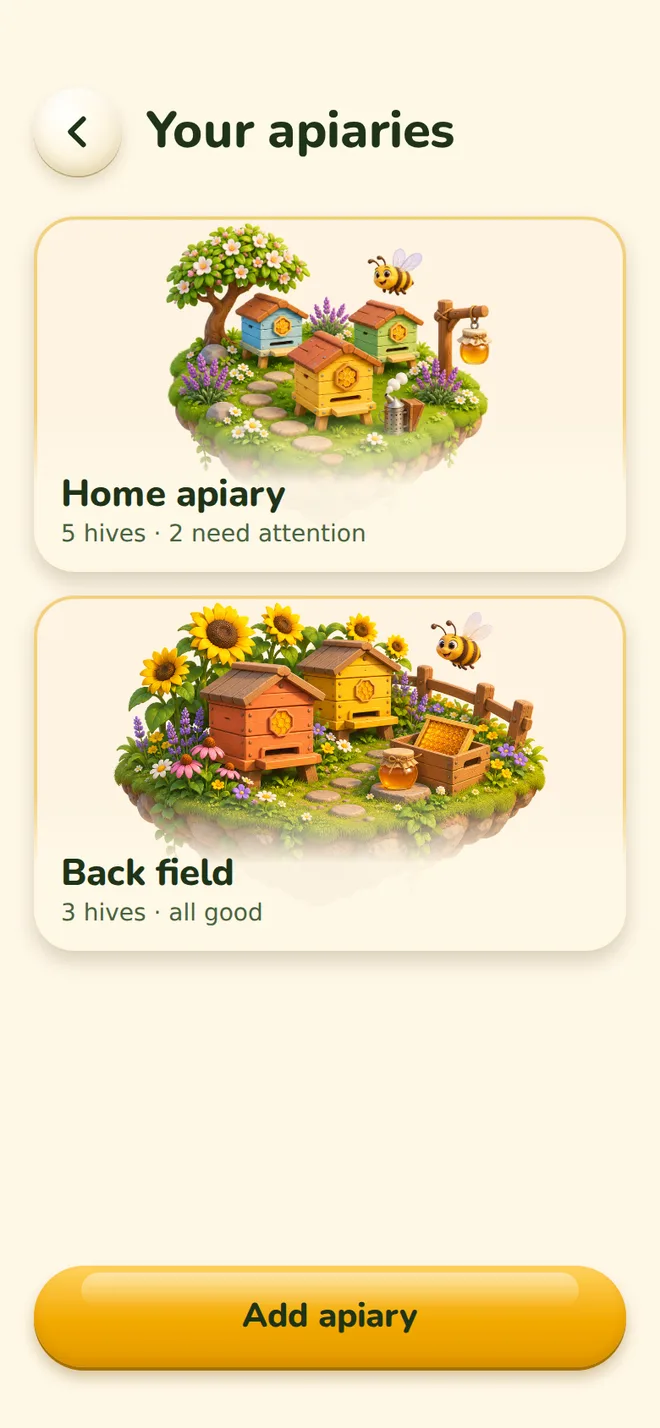 Your apiaries
Home apiary
5 hives · 2 need attention
Back field
3 hives · all good
Add apiary